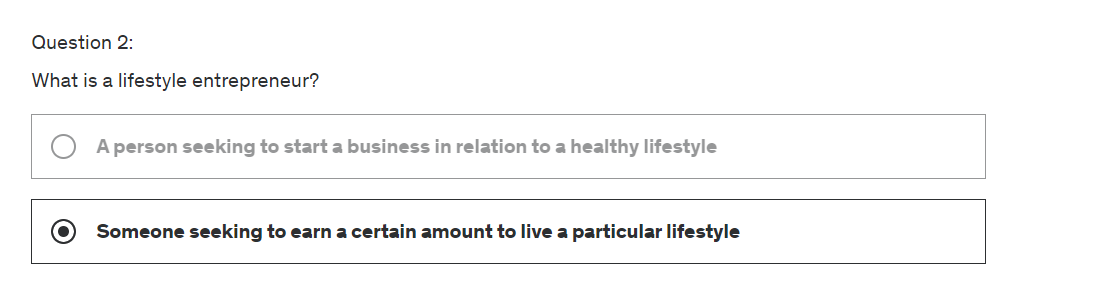 Question 2:
What is a lifestyle entrepreneur?
A person seeking to start a business in relation to a healthy lifestyle
Someone seeking to earn a certain amount to live a particular lifestyle